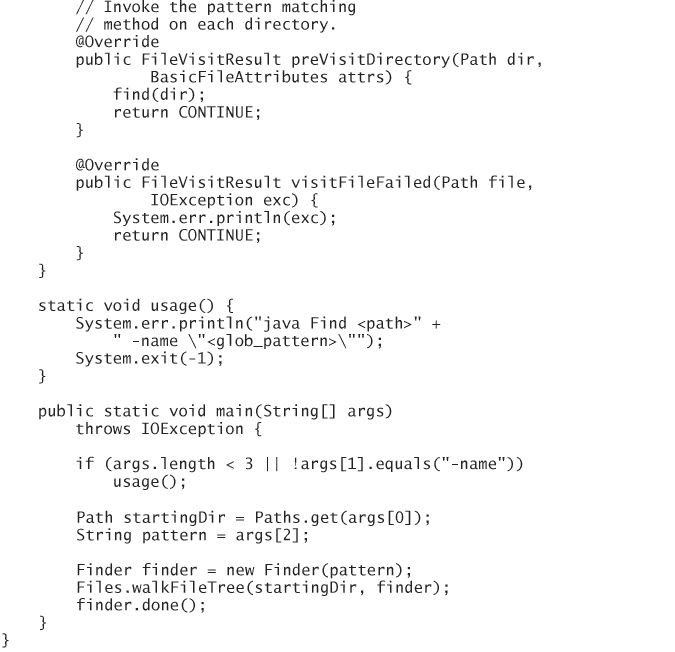 // Invoke the pattern matching
        // method on each directory.
        @Override
        public FileVisitResult preVisitDirectory(Path dir,
                BasicFileAttributes attrs) {
            find(dir);
            return CONTINUE;
        }

        @Override
        public FileVisitResult visitFileFailed(Path file,
                IOException exc) {
            System.err.println(exc);
            return CONTINUE;
        }
    }

    static void usage() {
        System.err.println("java Find <path>" +
            " -name \"<glob_pattern>\"");
        System.exit(-1);
    }

    public static void main(String[] args)
        throws IOException {

        if (args.length < 3 || !args[1].equals("-name"))
            usage();

        Path startingDir = Paths.get(args[0]);
        String pattern = args[2];

        Finder finder = new Finder(pattern);
        Files.walkFileTree(startingDir, finder);
        finder.done();
    }
}